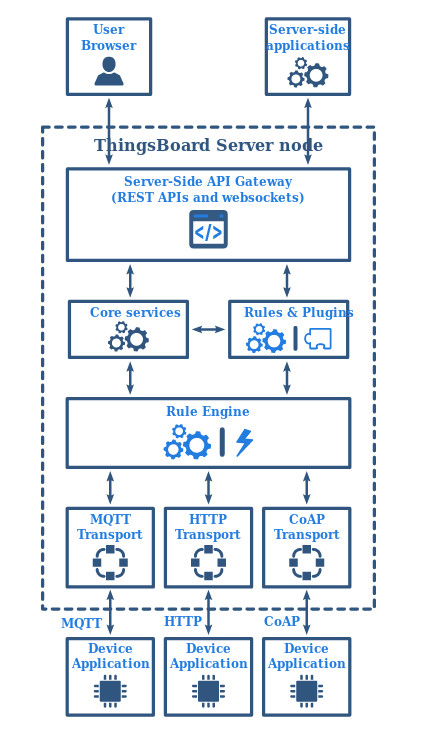 User
Browser
Server-side
applications
ThingsBoard Server node
Server-Side API Gateway
(REST APIs and websockets)
</>
Core services
Rules & Plugins
Rule Engine
MQTT
Transport
HTTP
Transport
CoAP
Transport
MQTT
HTTP
CoAP
Device
Application
Device
Application
Device
Application